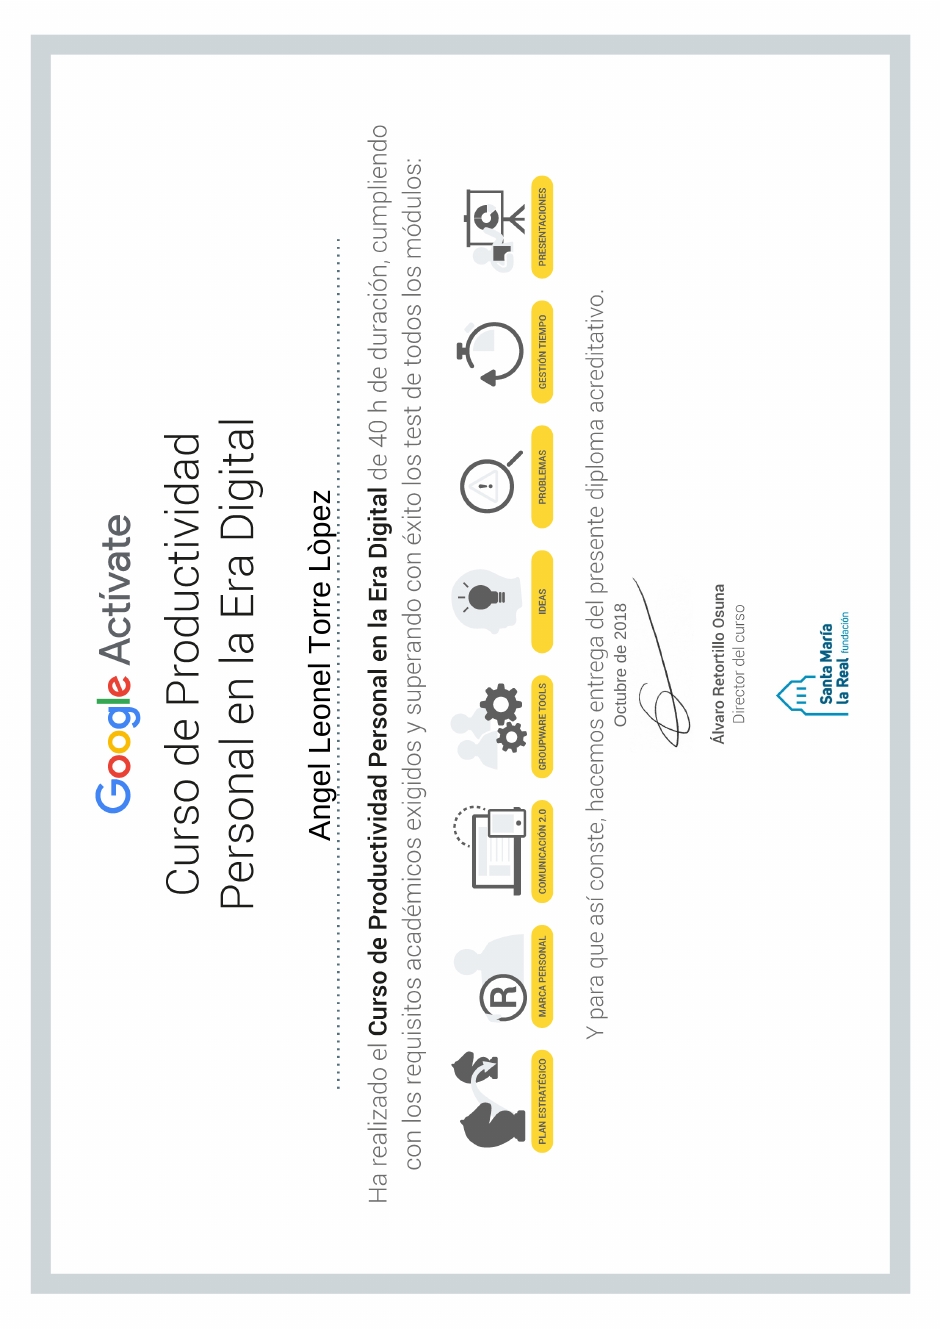 Google Actívate
Curso de Productividad
Personal en la Era Digital
Angel Leonel Torre Lòpez
Ha realizado el Curso de Productividad Personal en la Era Digital de 40 h de duración, cumpliendo
con los requisitos académicos exigidos y superando con éxito los test de todos los módulos:
R
PLAN ESTRATÉGICO
MARCA PERSONAL
COMUNICACIÓN 2.0
GROUPWARE TOOLS
IDEAS
PROBLEMAS
GESTIÓN TIEMPO
PRESENTACIONES
Y para que así conste, hacemos entrega del presente diploma acreditativo.
Octubre de 2018
Álvaro Retortillo Osuna
Director del curso
Santa María
la Real fundación